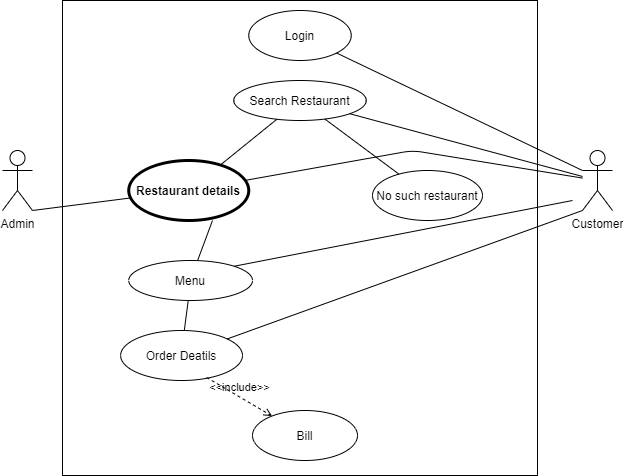 Login
Search Restaurant
Restaurant details
No such restaurant
Admin
Customer
Menu
Order Deatils
<<include>>
Bill